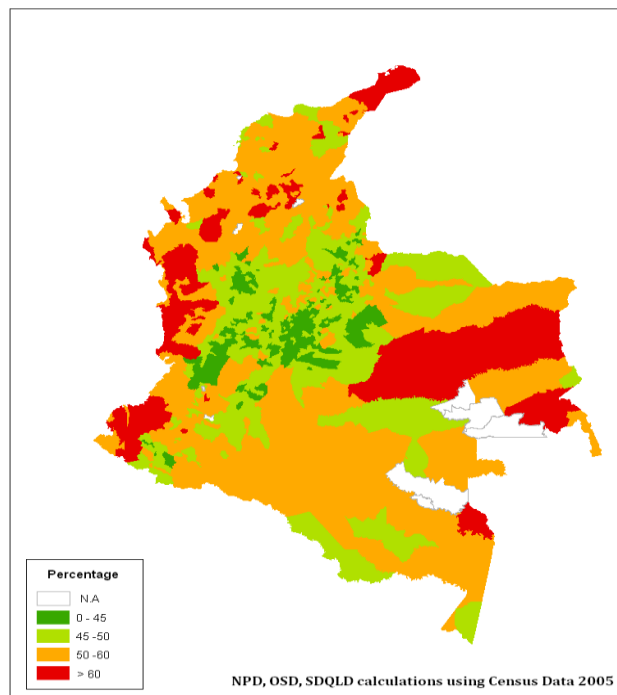 Percentage
N.A
0 - 45
45 -50
50 -60
> 60
NPD, OSD, SDQLD calculations using Census Data 2005